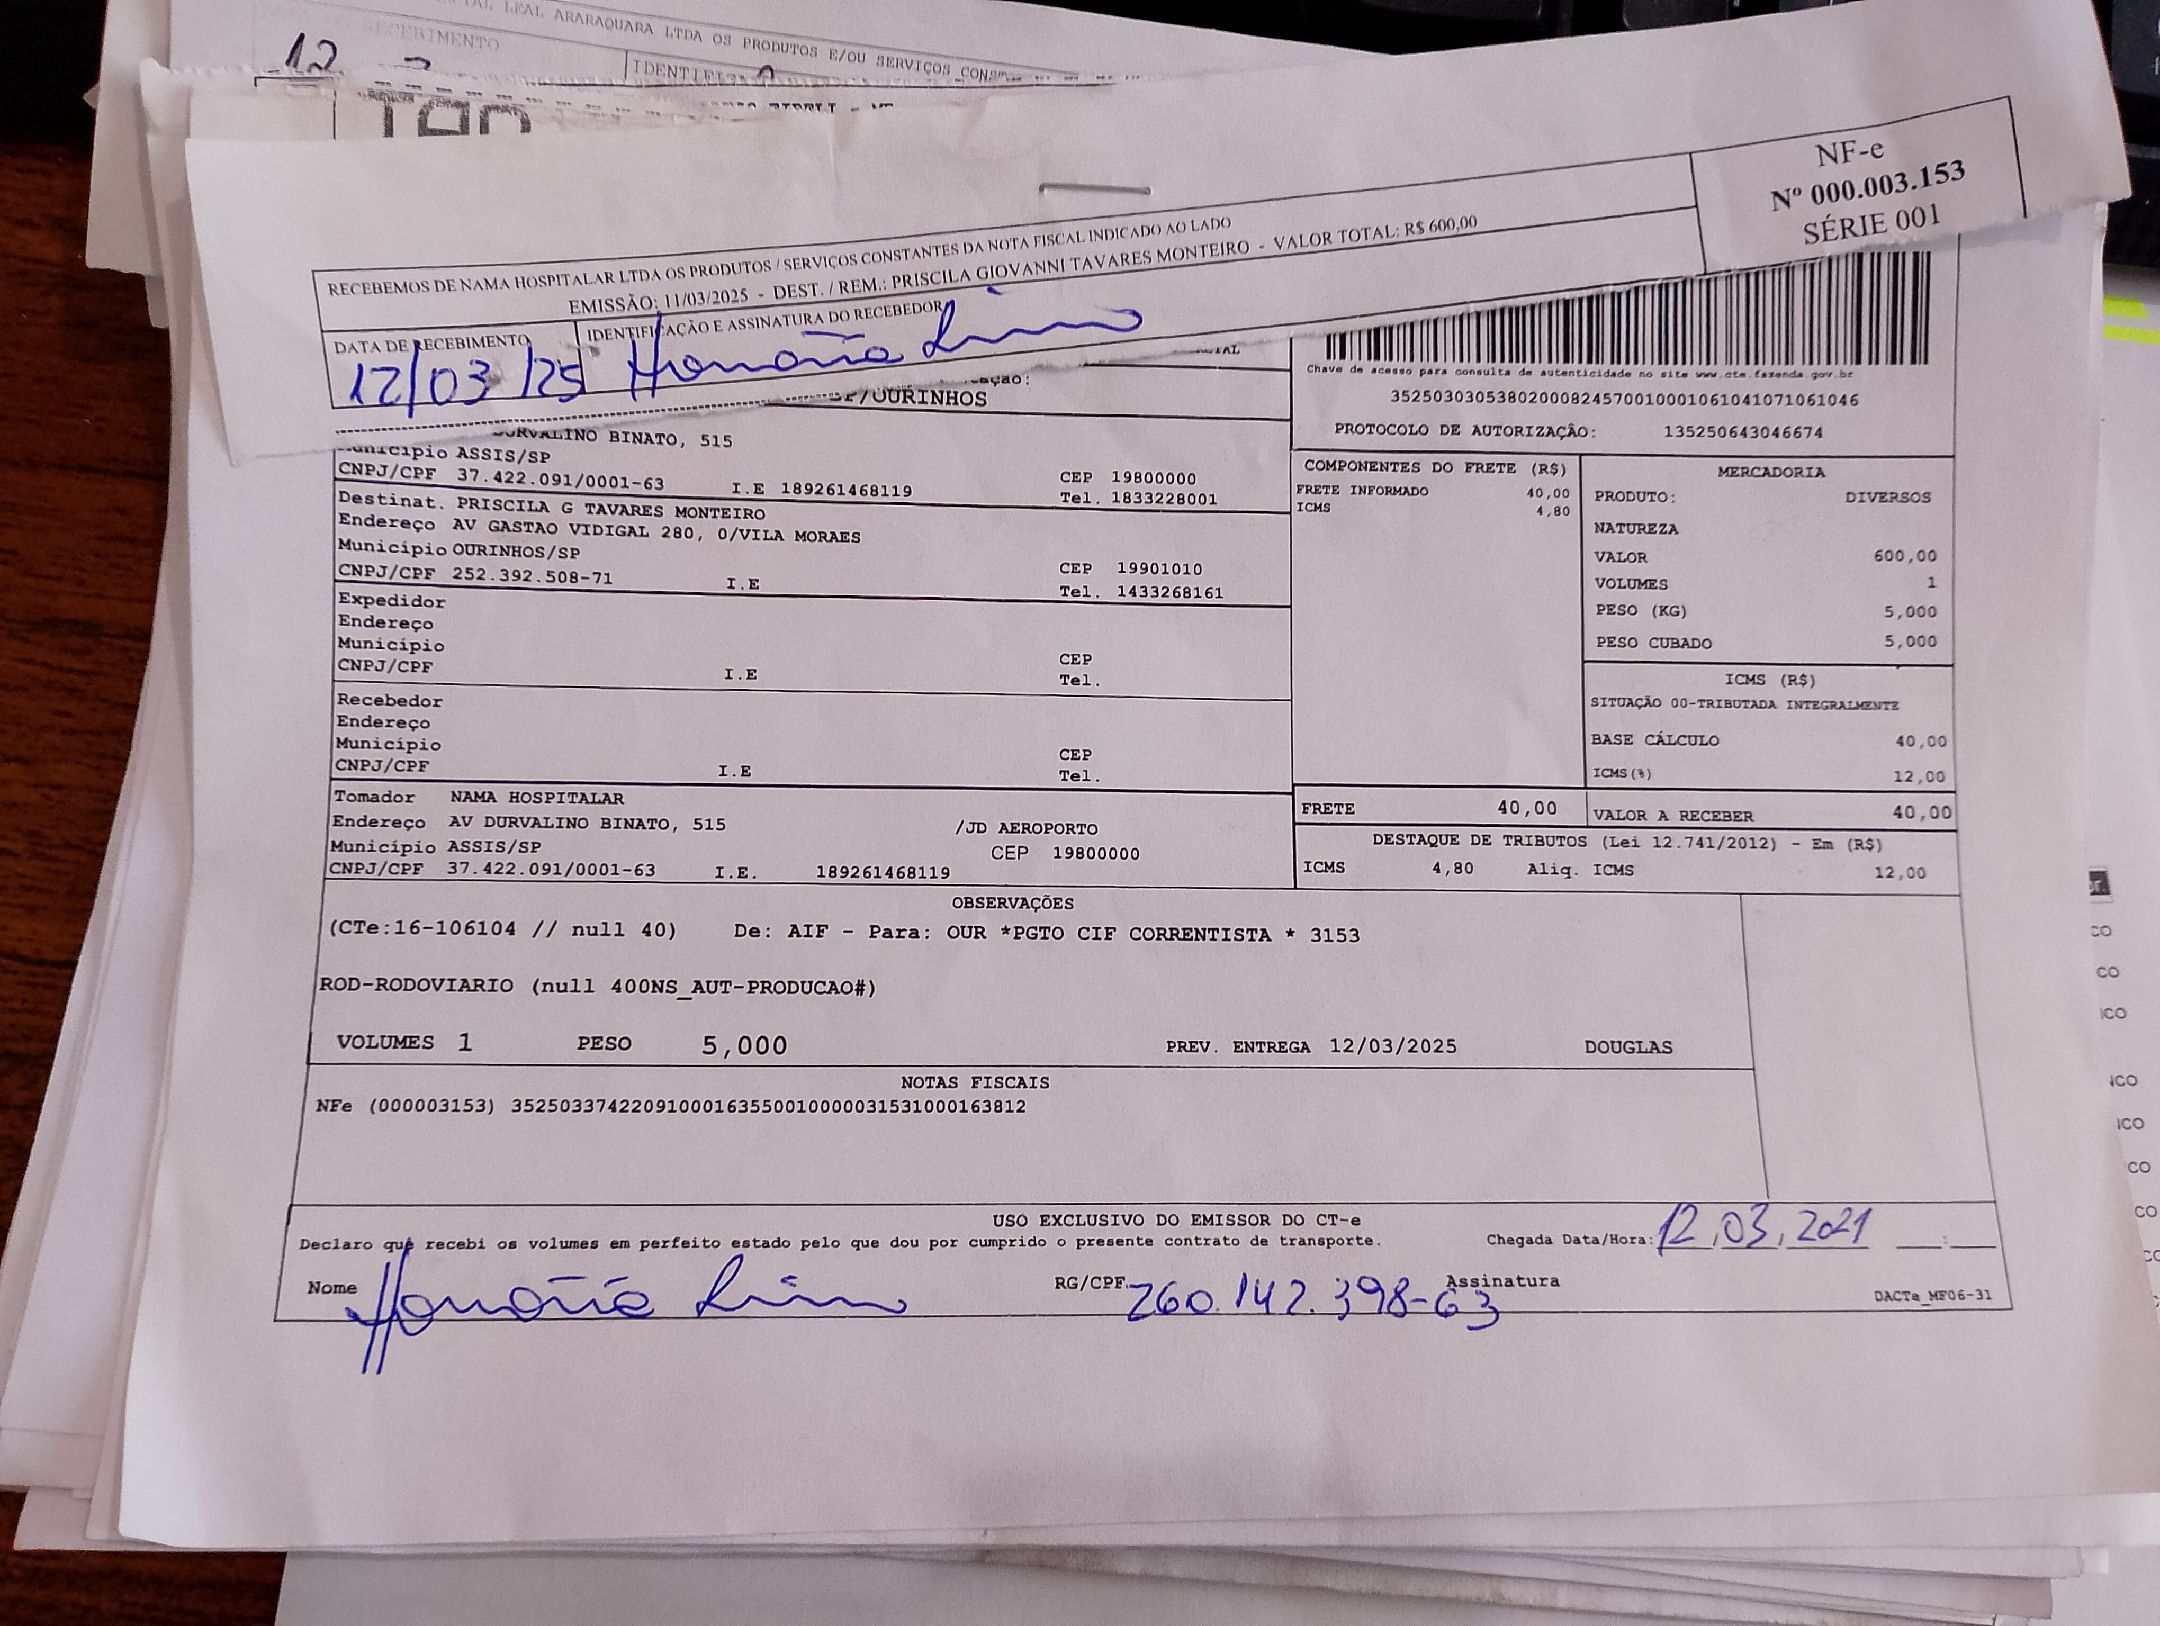 LEAL ARARAQUARA LTDA OS PRODUTOS E/OU SERVIÇOS
RECEBIMENTO
12
NF-e
Nº 000.003.153
SÉRIE 001
RECEBEMOS DE NAMA HOSPITALAR LTDA OS PRODUTOS / SERVIÇOS CONSTANTES DA NOTA FISCAL INDICADO AO LADO
EMISSÃO: 11/03/2025 - DEST. / REM.: PRISCILA GIOVANNI TAVARES MONTEIRO - VALOR TOTAL: R$ 600,00
DATA DE RECEBIMENTO
12/03/25
IDENTIFICAÇÃO E ASSINATURA DO RECEBEDOR
/OURINHOS
Chave de acesso para consulta de autenticidade no site www.cte.fazenda.gov.br
35250303053802000824570010001061041071061046
PROTOCOLO DE AUTORIZAÇÃO: 135250643046674
DURVALINO BINATO, 515
Município ASSIS/SP
CNPJ/CPF 37.422.091/0001-63 I.E 189261468119
CEP 19800000
Tel. 1833228001
Destinat. PRISCILA G TAVARES MONTEIRO
Endereço AV GASTAO VIDIGAL 280, 0/VILA MORAES
Município OURINHOS/SP
CNPJ/CPF 252.392.508-71 I.E
CEP 19901010
Tel. 1433268161
Expedidor
Endereço
Município
CNPJ/CPF I.E
CEP
Tel.
Recebedor
Endereço
Município
CNPJ/CPF I.E
CEP
Tel.
Tomador NAMA HOSPITALAR
Endereço AV DURVALINO BINATO, 515 /JD AEROPORTO
Município ASSIS/SP CEP 19800000
CNPJ/CPF 37.422.091/0001-63 I.E. 189261468119
COMPONENTES DO FRETE (R$)
FRETE INFORMADO 40,00
ICMS 4,80
MERCADORIA
PRODUTO: DIVERSOS
NATUREZA
VALOR 600,00
VOLUMES 1
PESO (KG) 5,000
PESO CUBADO 5,000
ICMS (R$)
SITUAÇÃO 00-TRIBUTADA INTEGRALMENTE
BASE CÁLCULO 40,00
ICMS(%) 12,00
FRETE 40,00 VALOR A RECEBER 40,00
DESTAQUE DE TRIBUTOS (Lei 12.741/2012) - Em (R$)
ICMS 4,80 Aliq. ICMS 12,00
OBSERVAÇÕES
(CTe:16-106104 // null 40) De: AIF - Para: OUR *PGTO CIF CORRENTISTA * 3153
ROD-RODOVIARIO (null 400NS_AUT-PRODUCAO#)
VOLUMES 1 PESO 5,000 PREV. ENTREGA 12/03/2025 DOUGLAS
NOTAS FISCAIS
NFe (000003153) 35250337422091000163550010000031531000163812
USO EXCLUSIVO DO EMISSOR DO CT-e
Declaro que recebi os volumes em perfeito estado pelo que dou por cumprido o presente contrato de transporte.
Chegada Data/Hora: 12,03,2021 __:__
Nome
RG/CPF 260.142.398-63 Assinatura
DACTe_MF06-31